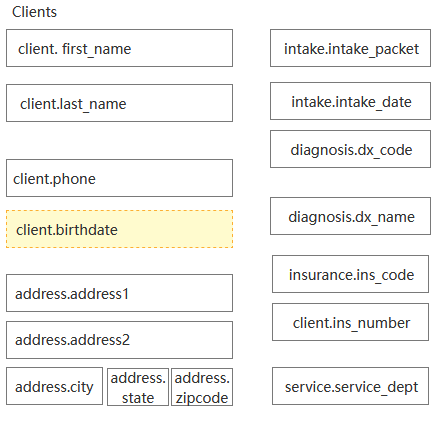 Clients
client. first_name
client.last_name
client.phone
client.birthdate
address.address1
address.address2
address.city
address.
state
address.
zipcode
intake.intake_packet
intake.intake_date
diagnosis.dx_code
diagnosis.dx_name
insurance.ins_code
client.ins_number
service.service_dept